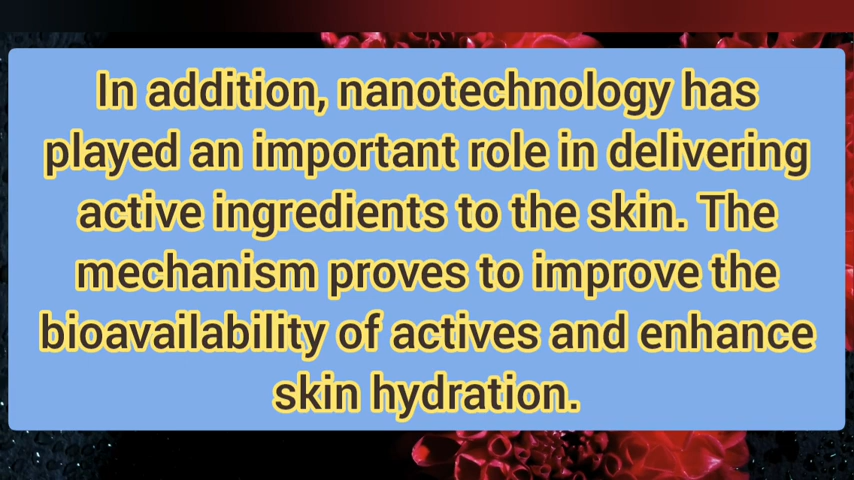 In addition, nanotechnology has
played an important role in delivering
active ingredients to the skin. The
mechanism proves to improve the
bioavailability of actives and enhance
skin hydration.